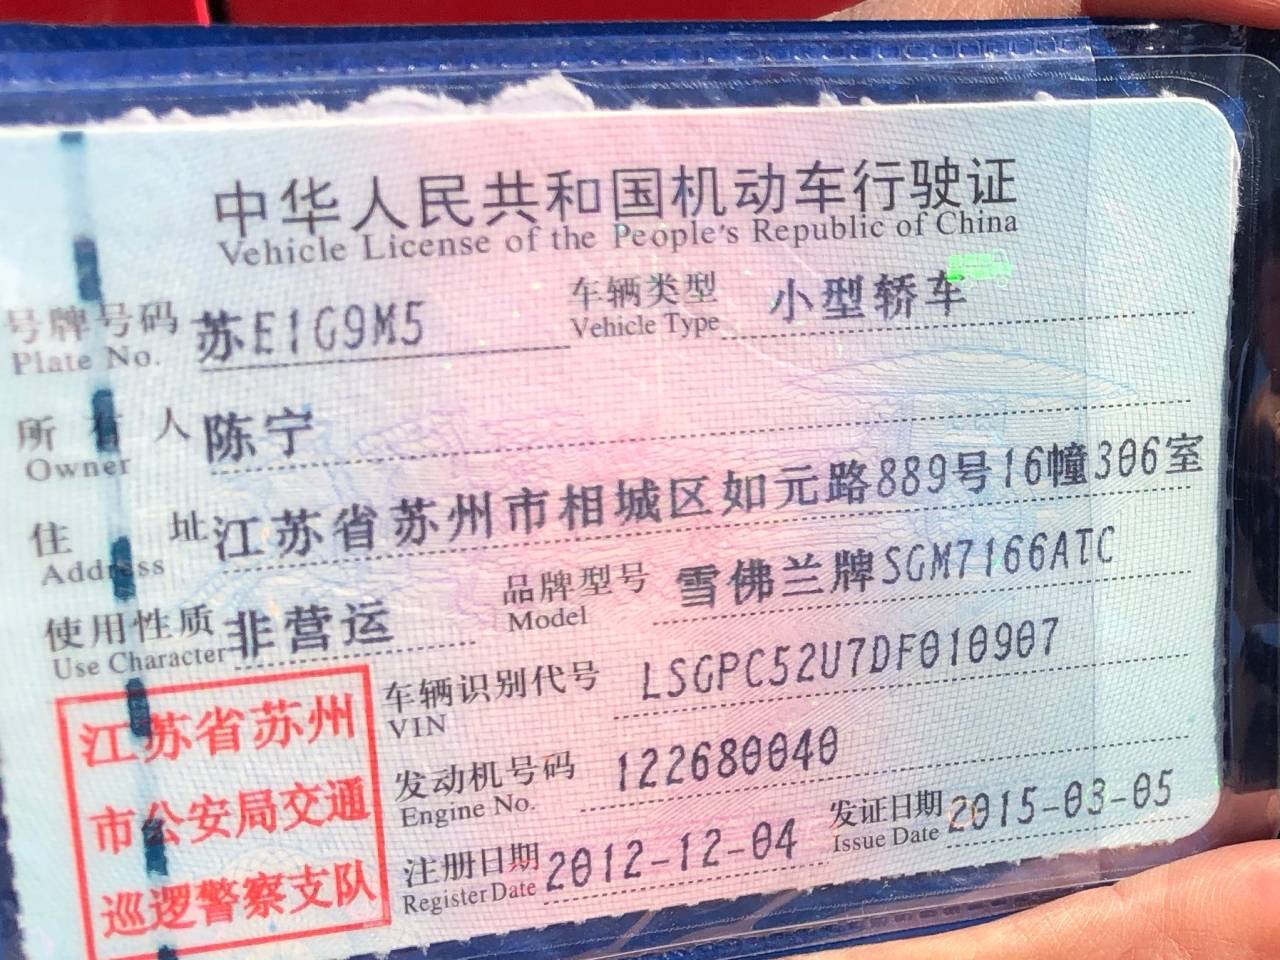 中华人民共和国机动车行驶证
Vehicle License of the People's Republic of China
号牌号码 苏E1G9M5 车辆类型 小型轿车
Plate No. Vehicle Type
所有人 陈宁
Owner
住址 江苏省苏州市相城区如元路889号16幢306室
Address
使用性质 非营运 品牌型号 雪佛兰牌SGM7166ATC
Use Character Model
车辆识别代号 LSGPC52U7DF010907
VIN
发动机号码 122680040
Engine No.
注册日期 2012-12-04 发证日期 2015-03-05
Register Date Issue Date
江苏省苏州
市公安局交通
巡逻警察支队